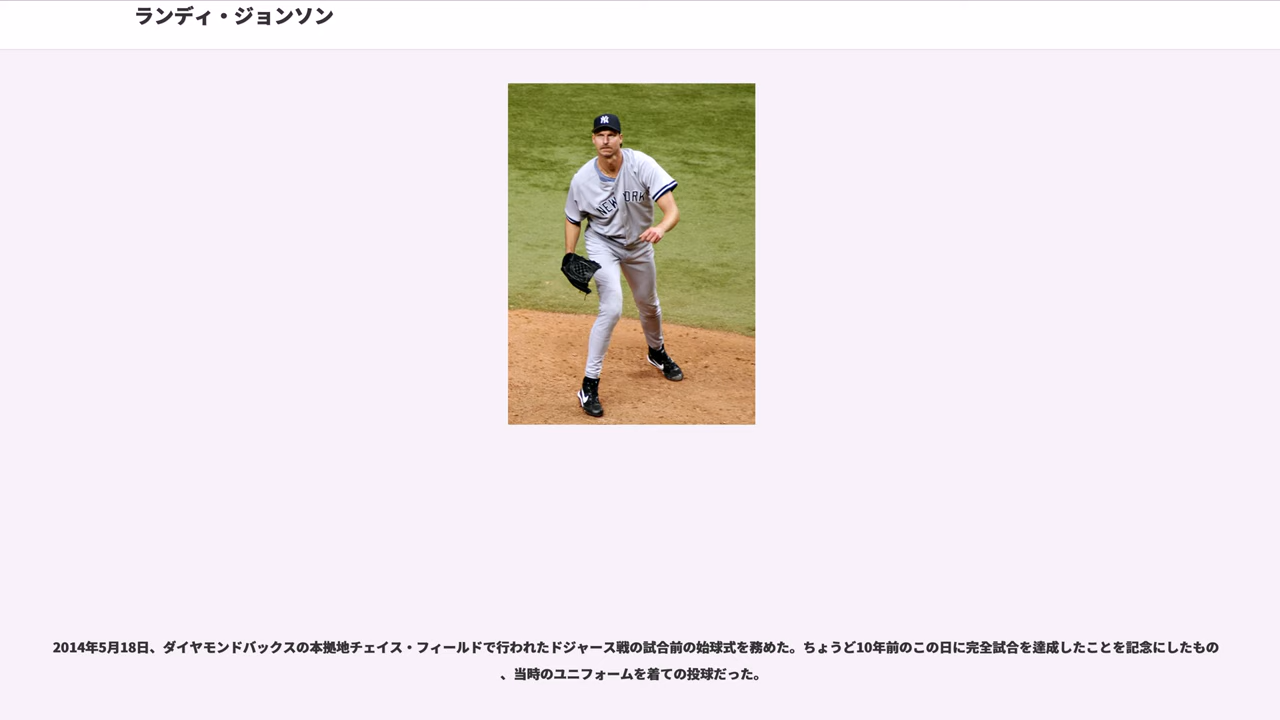 ランディ・ジョンソン
NEW YORK
2014年5月18日、ダイヤモンドバックスの本拠地チェイス・フィールドで行われたドジャース戦の試合前の始球式を務めた。ちょうど10年前のこの日に完全試合を達成したことを記念にしたもの
、当時のユニフォームを着ての投球だった。